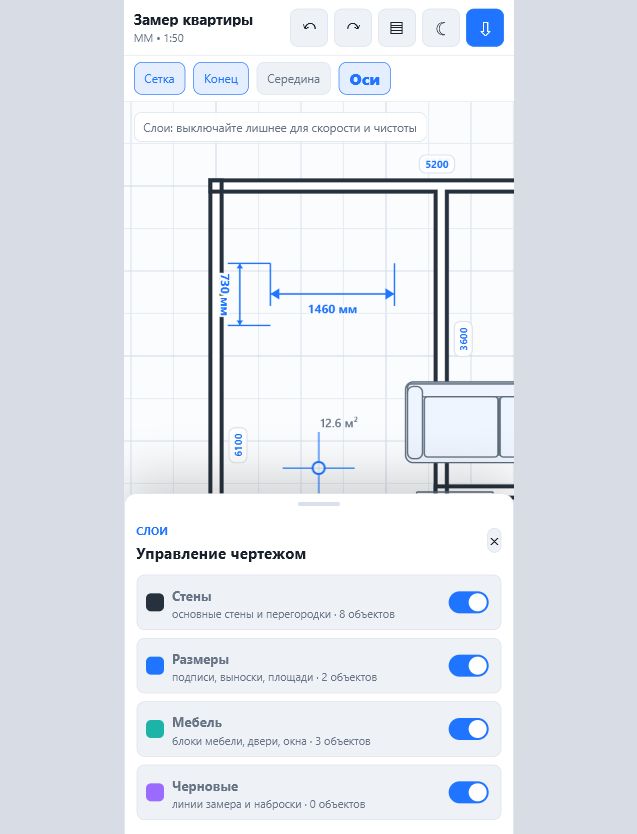 Замер квартиры
ММ • 1:50
Сетка
Конец
Середина
Оси
Слои: выключайте лишнее для скорости и чистоты
5200
730 мм
1460 мм
3600
12.6 м²
6100
СЛОИ
Управление чертежом
Стены
основные стены и перегородки · 8 объектов
Размеры
подписи, выноски, площади · 2 объектов
Мебель
блоки мебели, двери, окна · 3 объектов
Черновые
линии замера и наброски · 0 объектов